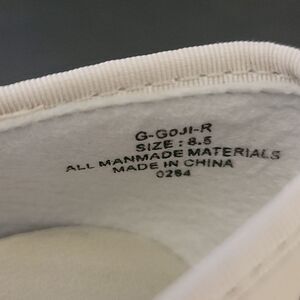 G-GOJI-R
SIZE : 8.5
ALL MANMADE MATERIALS
MADE IN CHINA
0264